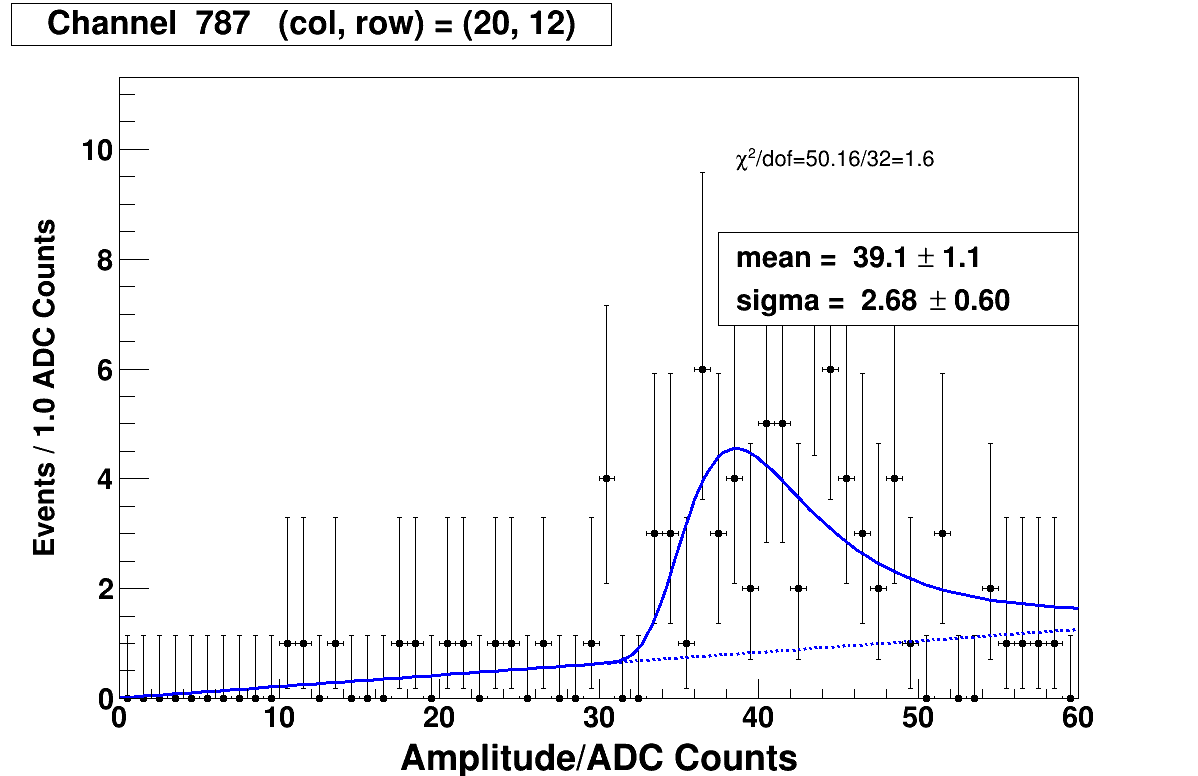 Channel 787 (col, row) = (20, 12)
Events / 1.0 ADC Counts
10
8
6
4
2
0
χ²/dof=50.16/32=1.6
mean = 39.1 ± 1.1
sigma = 2.68 ± 0.60
0 10 20 30 40 50 60
Amplitude/ADC Counts